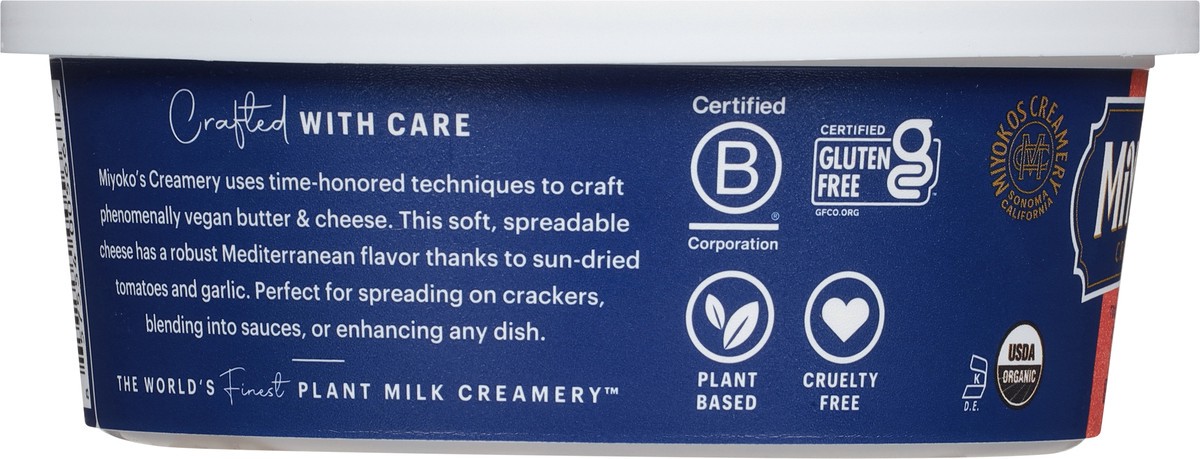 Crafted WITH CARE
Miyoko's Creamery uses time-honored techniques to craft
phenomenally vegan butter & cheese. This soft, spreadable
cheese has a robust Mediterranean flavor thanks to sun-dried
tomatoes and garlic. Perfect for spreading on crackers,
blending into sauces, or enhancing any dish.
THE WORLD'S Finest PLANT MILK CREAMERY™
Certified
B
®
Corporation
CERTIFIED
GLUTEN
FREE
g
GFCO.ORG
PLANT
BASED
CRUELTY
FREE
MIYOKOS CREAMERY
MC
SONOMA
CALIFORNIA
K
D.E.
USDA
ORGANIC